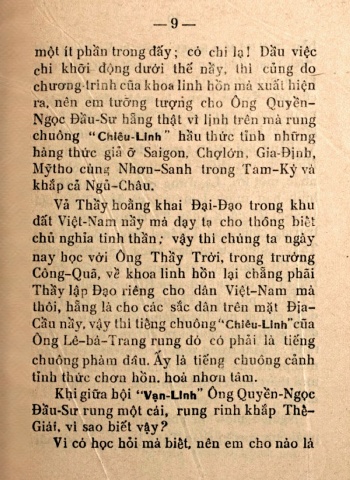 — 9 —
một ít phần trong đấy; có chi lạ! Dầu việc
chi khởi động dưới thế nầy, thì củng do
chương-trình của khoa linh hồn mà xuất hiện
ra, nên em tưởng tượng cho Ông Quyền-
Ngọc Đầu-Sư hẳng thật vì lịnh trên mà rung
chuông "Chiêu-Linh" hầu thức tỉnh những
hàng thức giả ở Saigon, Chợlớn, Gia-Định,
Mỹtho cùng Nhơn-Sanh trong Tam-Kỳ và
khắp cả Ngũ-Châu.
Vả Thầy hoằng khai Đại-Đạo trong khu
đất Việt-Nam nầy mà dạy ta cho thông biết
chủ nghĩa tinh thần; vậy thì chúng ta ngày
nay học với Ông Thầy Trời, trong trường
Công-Quả, về khoa linh hồn lại chẳng phãi
Thầy lập Đạo riêng cho dân Việt-Nam mà
thôi, hẳng là cho các sắc dân trên mặt Địa-
Cầu nầy, vậy thì tiếng chuông "Chiêu-Linh" của
Ông Lê-bá-Trang rung đó có phải là tiếng
chuông phàm đâu. Ấy là tiếng chuông cảnh
tỉnh thức chơn hồn, hoà nhơn tâm.
Khi giữa hội "Vạn-Linh" Ông Quyền-Ngọc
Đầu-Sư rung một cái, rung rinh khắp Thế-
Giái, vì sao biết vậy?
Vì có học hỏi mà biết, nên em cho nào là